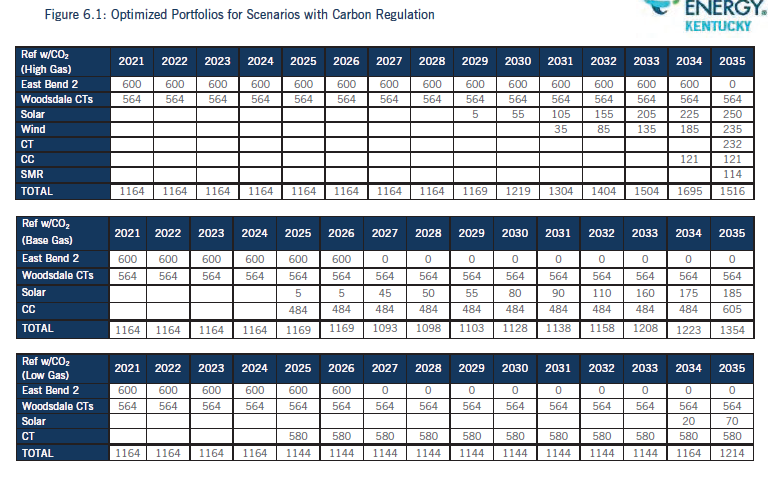 Figure 6.1: Optimized Portfolios for Scenarios with Carbon Regulation
ENERGY®
KENTUCKY
Ref w/CO₂
(High Gas) 2021 2022 2023 2024 2025 2026 2027 2028 2029 2030 2031 2032 2033 2034 2035
East Bend 2 600 600 600 600 600 600 600 600 600 600 600 600 600 600 0
Woodsdale CTs 564 564 564 564 564 564 564 564 564 564 564 564 564 564 564
Solar 5 55 105 155 205 225 250
Wind 35 85 135 185 235
CT 232
CC 121 121
SMR 114
TOTAL 1164 1164 1164 1164 1164 1164 1164 1164 1169 1219 1304 1404 1504 1695 1516
Ref w/CO₂
(Base Gas) 2021 2022 2023 2024 2025 2026 2027 2028 2029 2030 2031 2032 2033 2034 2035
East Bend 2 600 600 600 600 600 600 0 0 0 0 0 0 0 0 0
Woodsdale CTs 564 564 564 564 564 564 564 564 564 564 564 564 564 564 564
Solar 5 5 45 50 55 80 90 110 160 175 185
CC 484 484 484 484 484 484 484 484 484 484 605
TOTAL 1164 1164 1164 1164 1169 1169 1093 1098 1103 1128 1138 1158 1208 1223 1354
Ref w/CO₂
(Low Gas) 2021 2022 2023 2024 2025 2026 2027 2028 2029 2030 2031 2032 2033 2034 2035
East Bend 2 600 600 600 600 600 600 0 0 0 0 0 0 0 0 0
Woodsdale CTs 564 564 564 564 564 564 564 564 564 564 564 564 564 564 564
Solar 20 70
CT 580 580 580 580 580 580 580 580 580 580 580
TOTAL 1164 1164 1164 1164 1144 1144 1144 1144 1144 1144 1144 1144 1144 1164 1214